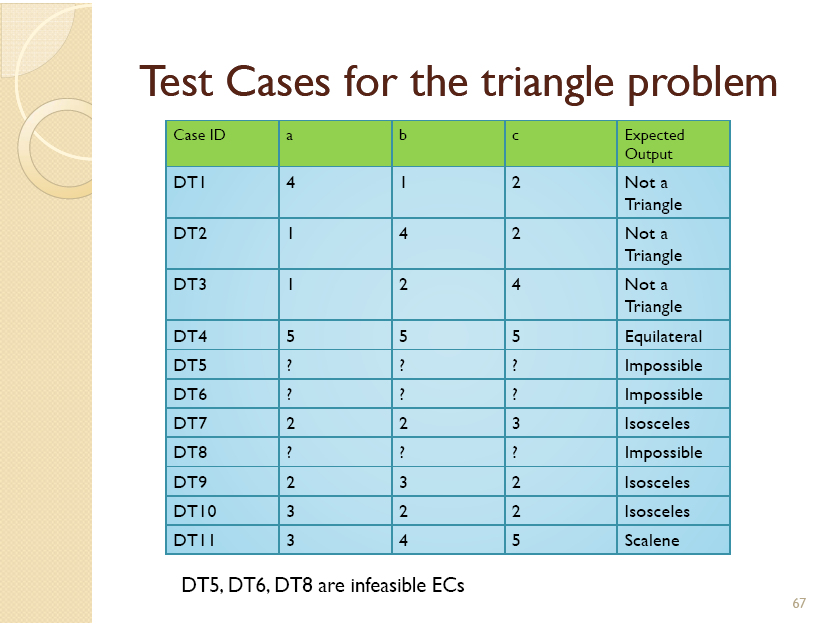 Test Cases for the triangle problem
Case ID a b c Expected
Output
DT1 4 1 2 Not a
Triangle
DT2 1 4 2 Not a
Triangle
DT3 1 2 4 Not a
Triangle
DT4 5 5 5 Equilateral
DT5 ? ? ? Impossible
DT6 ? ? ? Impossible
DT7 2 2 3 Isosceles
DT8 ? ? ? Impossible
DT9 2 3 2 Isosceles
DT10 3 2 2 Isosceles
DT11 3 4 5 Scalene
DT5, DT6, DT8 are infeasible ECs
67